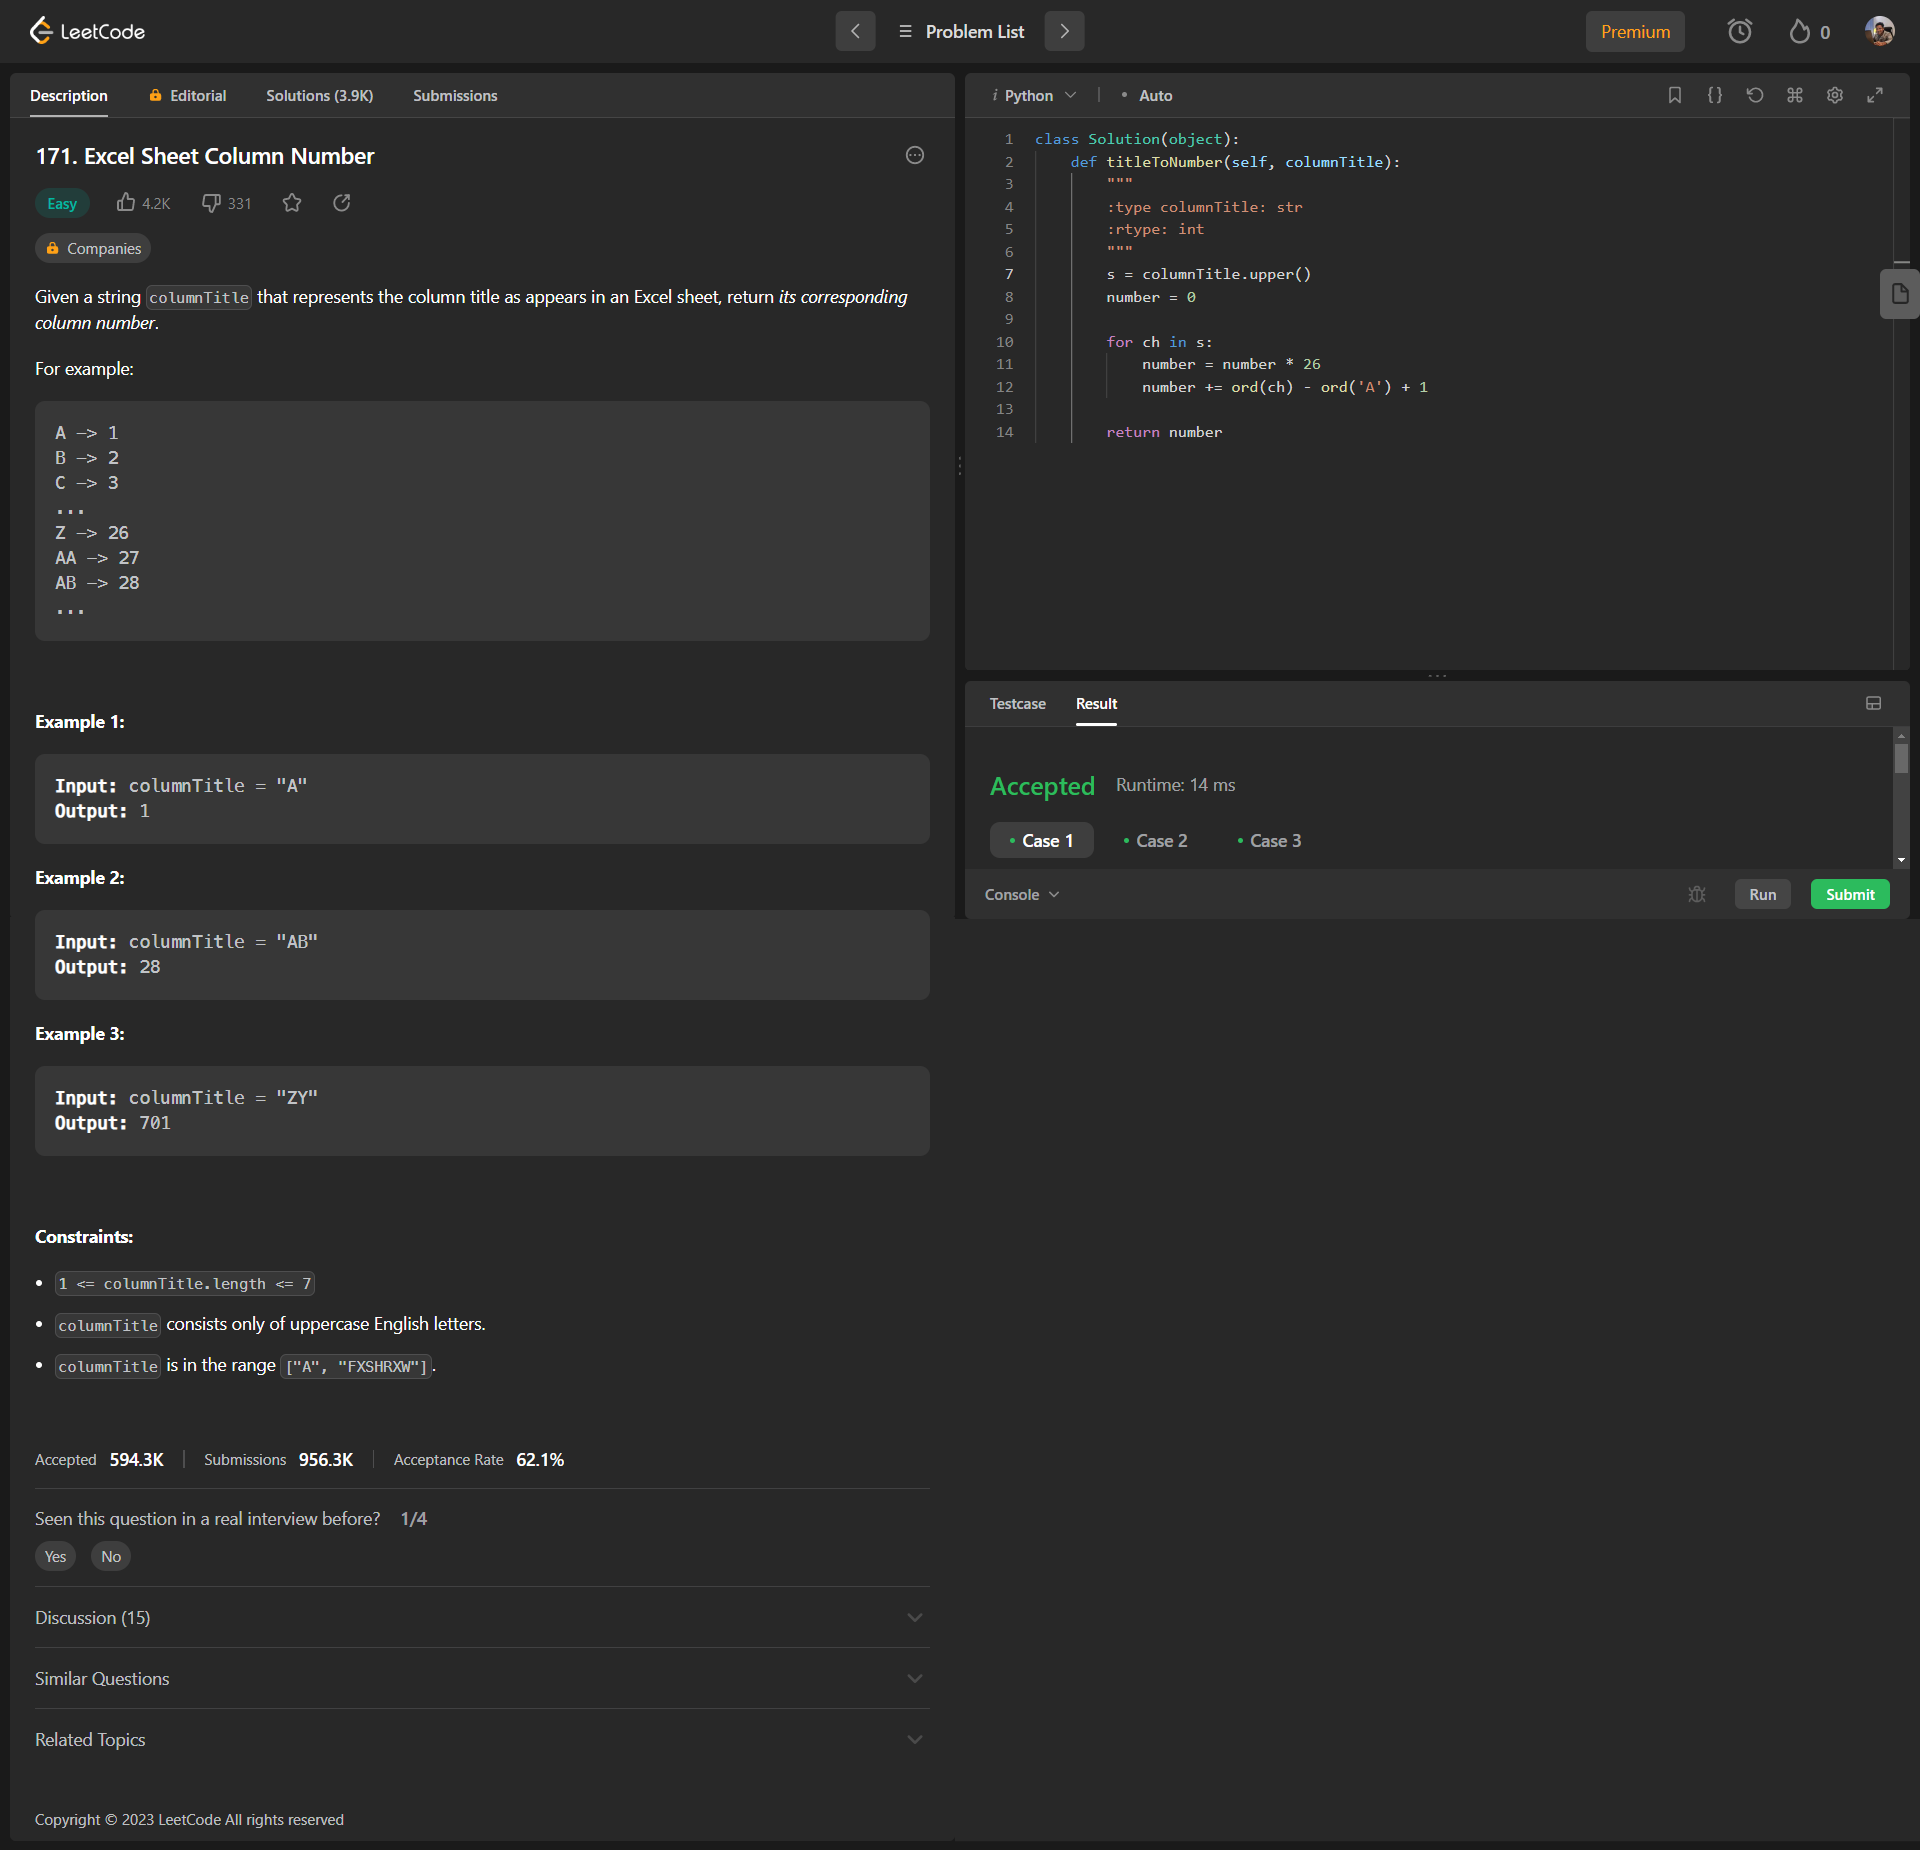 LeetCode
Problem List
Premium
0
Description
Editorial
Solutions (3.9K)
Submissions
171. Excel Sheet Column Number
Easy
4.2K
331
Companies
Given a string columnTitle that represents the column title as appears in an Excel sheet, return its corresponding
column number.
For example:
A -> 1
B -> 2
C -> 3
...
Z -> 26
AA -> 27
AB -> 28
...
Example 1:
Input: columnTitle = "A"
Output: 1
Example 2:
Input: columnTitle = "AB"
Output: 28
Example 3:
Input: columnTitle = "ZY"
Output: 701
Constraints:
• 1 <= columnTitle.length <= 7
• columnTitle consists only of uppercase English letters.
• columnTitle is in the range ["A", "FXSHRXW"].
Accepted 594.3K
Submissions 956.3K
Acceptance Rate 62.1%
Seen this question in a real interview before? 1/4
Yes
No
Discussion (15)
Similar Questions
Related Topics
Copyright © 2023 LeetCode All rights reserved
i Python
• Auto
1 class Solution(object):
2 def titleToNumber(self, columnTitle):
3 """
4 :type columnTitle: str
5 :rtype: int
6 """
7 s = columnTitle.upper()
8 number = 0
9
10 for ch in s:
11 number = number * 26
12 number += ord(ch) - ord('A') + 1
13
14 return number
Testcase
Result
Accepted
Runtime: 14 ms
• Case 1
• Case 2
• Case 3
Console
Run
Submit